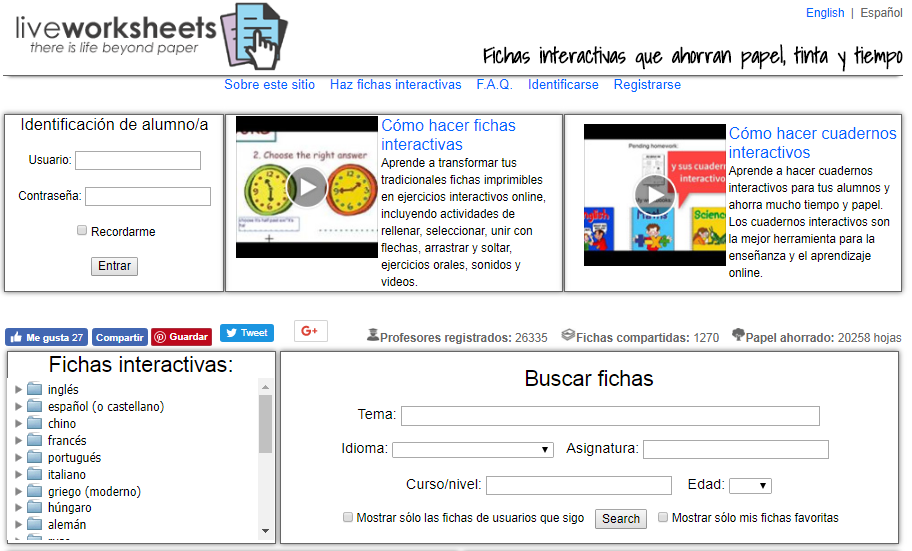 liveworksheets
there is life beyond paper
English | Español
Fichas interactivas que ahorran papel, tinta y tiempo
Sobre este sitio Haz fichas interactivas F.A.Q. Identificarse Registrarse
Identificación de alumno/a
Usuario:
Contraseña:
Recordarme
Entrar
2. Choose the right answer
Cómo hacer fichas
interactivas
Aprende a transformar tus
tradicionales fichas imprimibles
en ejercicios interactivos online,
incluyendo actividades de
rellenar, seleccionar, unir con
flechas, arrastrar y soltar,
ejercicios orales, sonidos y
videos.
Pending homework:
y sus cuader
interactivo
English
Maths
Scienc
Cómo hacer cuadernos
interactivos
Aprende a hacer cuadernos
interactivos para tus alumnos y
ahorra mucho tiempo y papel.
Los cuadernos interactivos son
la mejor herramienta para la
enseñanza y el aprendizaje
online.
Me gusta 27 Compartir Guardar Tweet G+
Profesores registrados: 26335 Fichas compartidas: 1270 Papel ahorrado: 20258 hojas
Fichas interactivas:
inglés
español (o castellano)
chino
francés
portugués
italiano
griego (moderno)
húngaro
alemán
Buscar fichas
Tema:
Idioma: Asignatura:
Curso/nivel: Edad:
Mostrar sólo las fichas de usuarios que sigo Search Mostrar sólo mis fichas favoritas